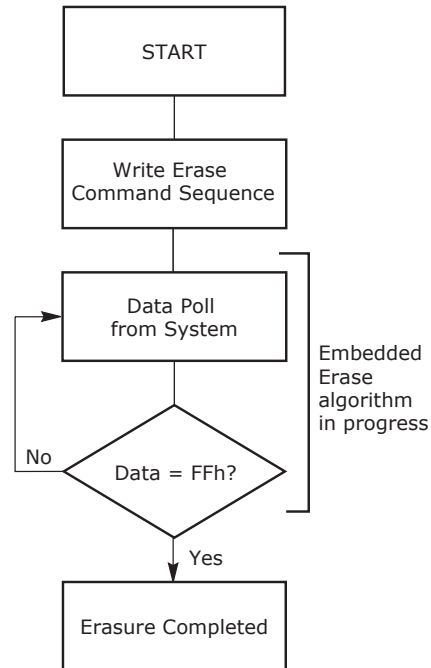 START
Write Erase
Command Sequence
Data Poll
from System
Embedded
Erase
algorithm
in progress
No
Data = FFh?
Yes
Erasure Completed